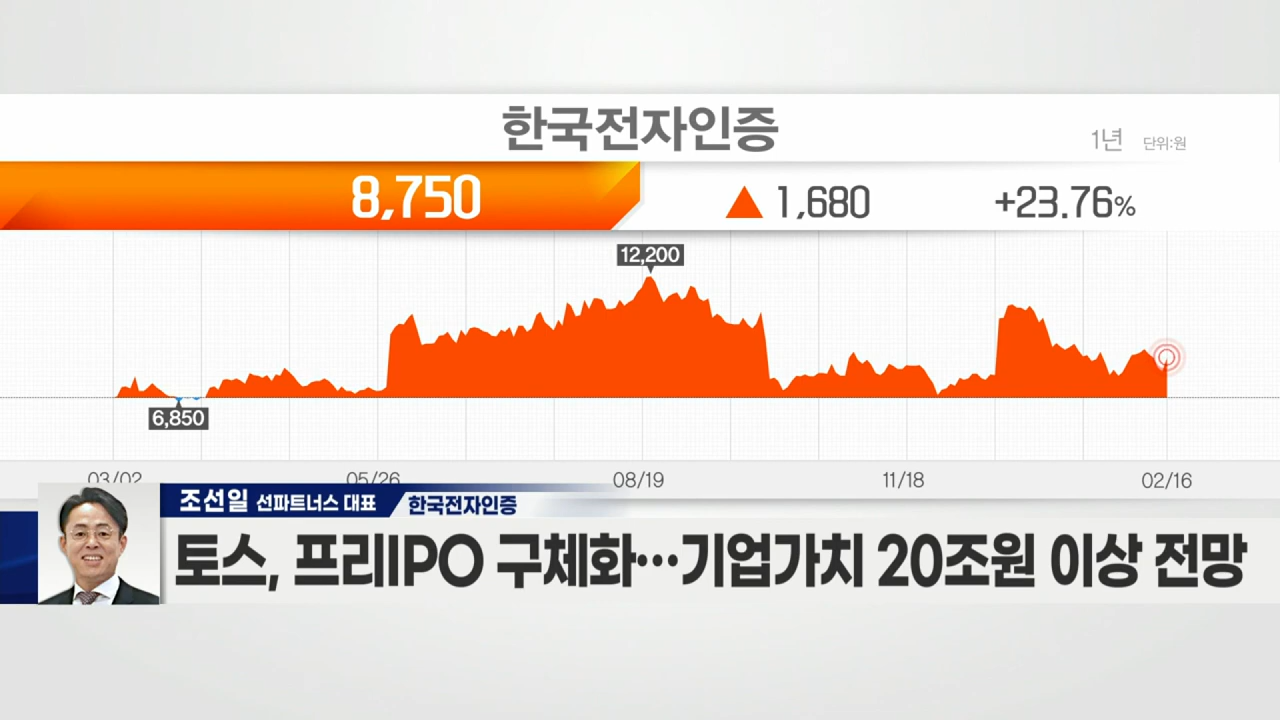 한국전자인증
1년 단위:원
8,750 ▲ 1,680 +23.76%
12,200
6,850
03/02 05/26 08/19 11/18 02/16
조선일 선파트너스 대표 한국전자인증
토스, 프리IPO 구체화…기업가치 20조원 이상 전망